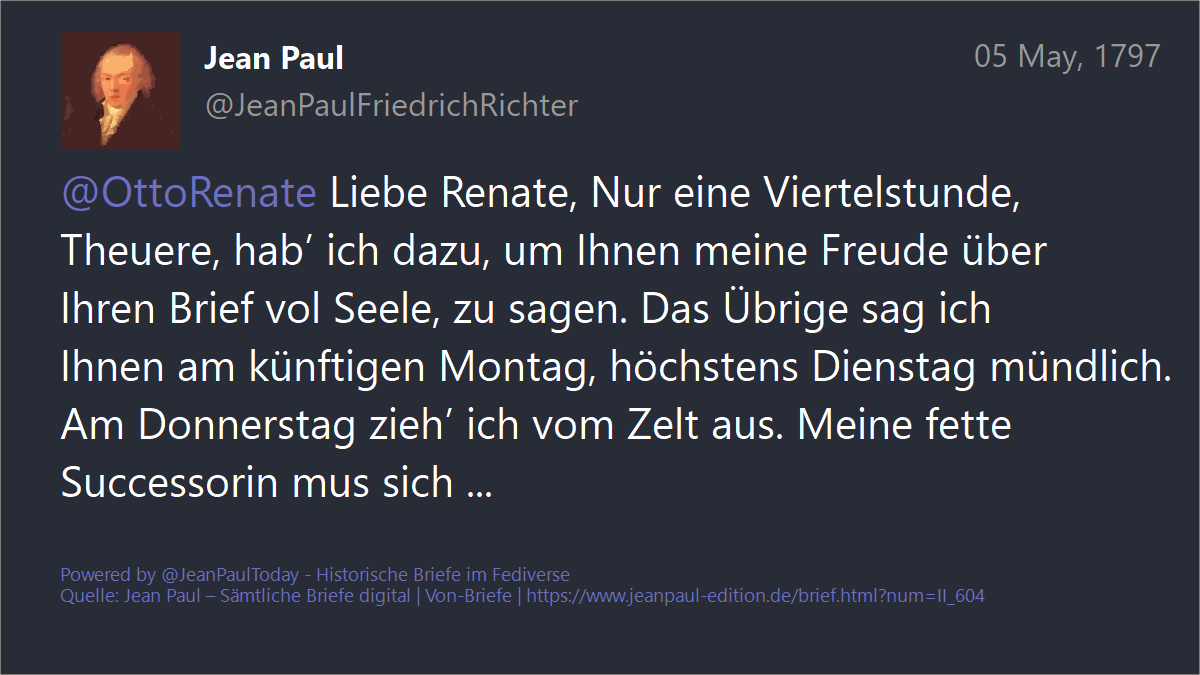 Jean Paul
05 May, 1797
@JeanPaulFriedrichRichter
@OttoRenate Liebe Renate, Nur eine Viertelstunde,
Theuere, hab’ ich dazu, um Ihnen meine Freude über
Ihren Brief vol Seele, zu sagen. Das Übrige sag ich
Ihnen am künftigen Montag, höchstens Dienstag mündlich.
Am Donnerstag zieh’ ich vom Zelt aus. Meine fette
Successorin mus sich ...
Powered by @JeanPaulToday - Historische Briefe im Fediverse
Quelle: Jean Paul – Sämtliche Briefe digital | Von-Briefe | https://www.jeanpaul-edition.de/brief.html?num=II_604